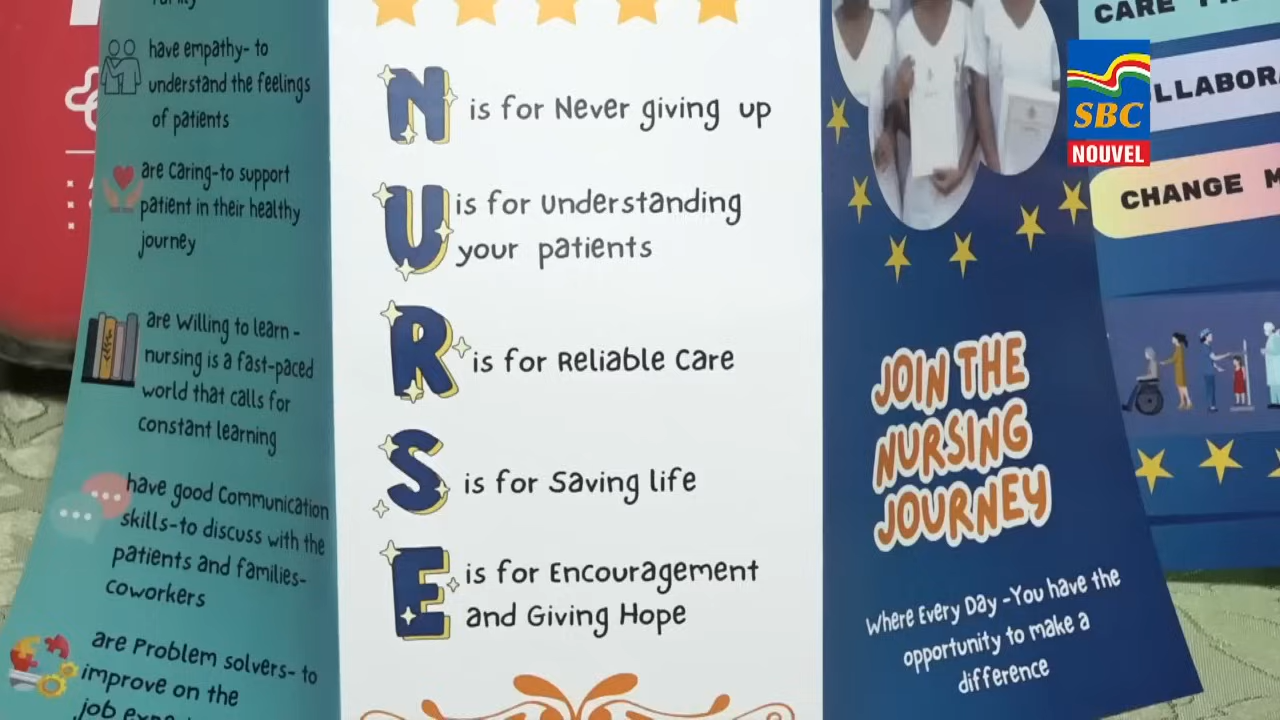 have empathy- to
understand the feelings
of patients
are Caring-to support
patient in their healthy
journey
are Willing to learn -
nursing is a fast-paced
world that calls for
constant learning
have good Communication
skills-to discuss with the
patients and families-
coworkers
are Problem solvers- to
improve on the
job
N is for Never giving up
U is for Understanding
your patients
R is for Reliable Care
S is for Saving life
E is for Encouragement
and Giving Hope
JOIN THE
NURSING
JOURNEY
Where Every Day -You have the
opportunity to make a
difference
CARE
CHANGE
SBC
NOUVEL